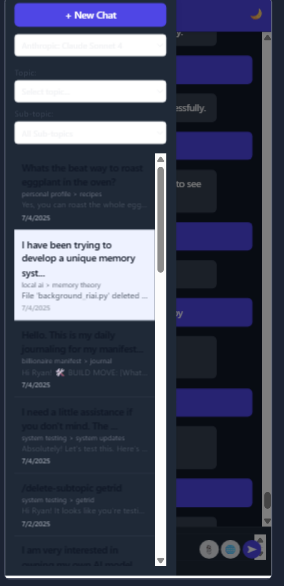 + New Chat
Anthropic Claude Sonnet 4
Topic:
Select topic...
Sub-topic:
All Sub-topics
y.
essfully.
to see
py
Whats the best way to roast
eggplant in the oven?
personal profile • recipes
Yes, you can roast the whole egg...
7/4/2025
I have been trying to
develop a unique memory
syst...
local ai • memory theory
File 'background_riai.py' deleted ...
7/4/2025
Hello. This is my daily
journaling for my manifest...
billionaire manifest • journal
Hi Ryan! 🛠 BUILD MOVE: /What...
7/4/2025
I need a little assistance if
you don't mind. The ...
system testing • system updates
Absolutely! Let's test this. Here's ...
7/4/2025
/delete-subtopic getrid
system testing • getrid
Hi Ryan! It looks like you're testi...
7/2/2025
I am very interested in